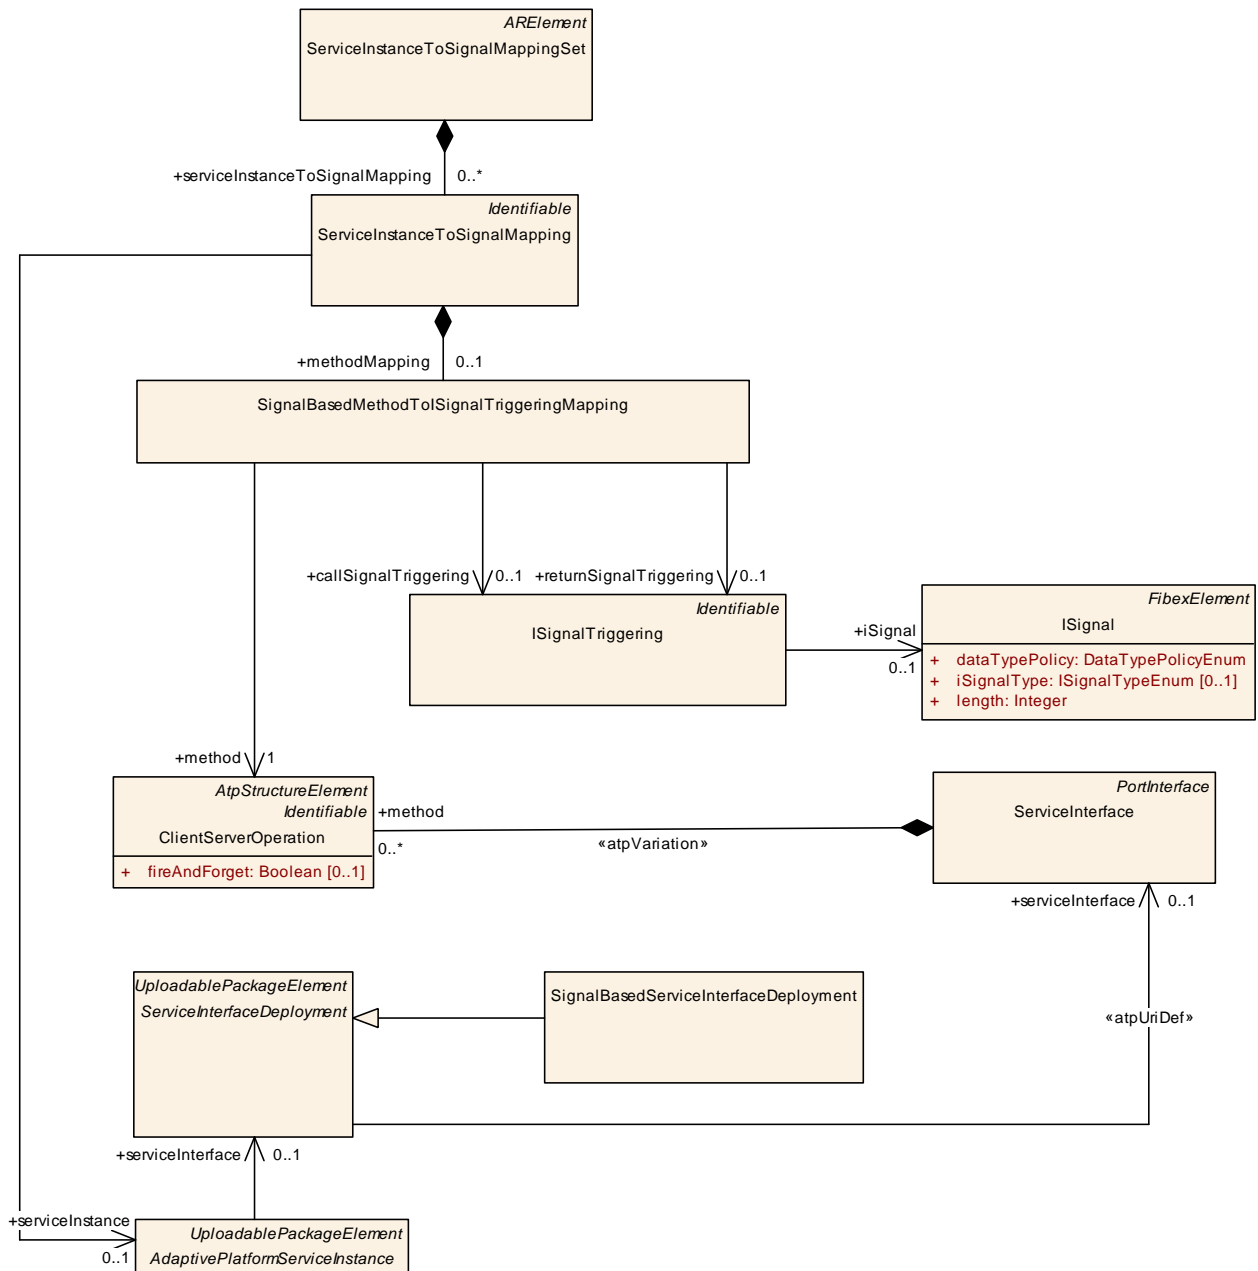 ARElement
ServiceInstanceToSignalMappingSet
+serviceInstanceToSignalMapping 0..*
Identifiable
ServiceInstanceToSignalMapping
+methodMapping 0..1
SignalBasedMethodToISignalTriggeringMapping
+callSignalTriggering 0..1 +returnSignalTriggering 0..1
Identifiable
ISignalTriggering
+iSignal
0..1
FibexElement
ISignal
+ dataTypePolicy: DataTypePolicyEnum
+ iSignalType: ISignalTypeEnum [0..1]
+ length: Integer
+method 1
AtpStructureElement
Identifiable
ClientServerOperation
+ fireAndForget: Boolean [0..1]
+method
0..*
«atpVariation»
PortInterface
ServiceInterface
+serviceInterface 0..1
UploadablePackageElement
ServiceInterfaceDeployment
SignalBasedServiceInterfaceDeployment
«atpUriDef»
+serviceInterface 0..1
+serviceInstance
0..1
UploadablePackageElement
AdaptivePlatformServiceInstance